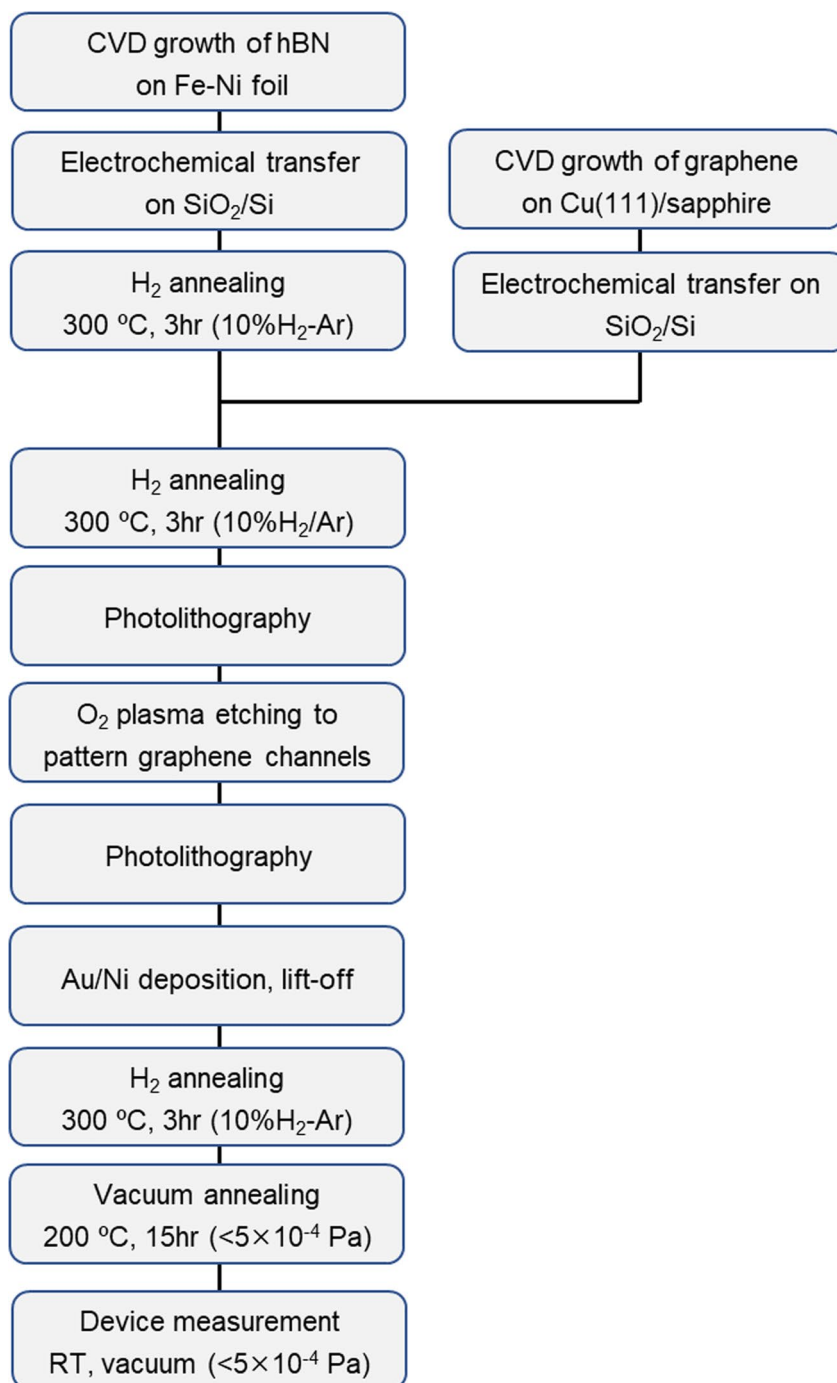 CVD growth of hBN
on Fe-Ni foil
Electrochemical transfer
on SiO₂/Si
H₂ annealing
300 ºC, 3hr (10%H₂-Ar)
CVD growth of graphene
on Cu(111)/sapphire
Electrochemical transfer on
SiO₂/Si
H₂ annealing
300 ºC, 3hr (10%H₂/Ar)
Photolithography
O₂ plasma etching to
pattern graphene channels
Photolithography
Au/Ni deposition, lift-off
H₂ annealing
300 ºC, 3hr (10%H₂-Ar)
Vacuum annealing
200 ºC, 15hr (<5×10⁻⁴ Pa)
Device measurement
RT, vacuum (<5×10⁻⁴ Pa)